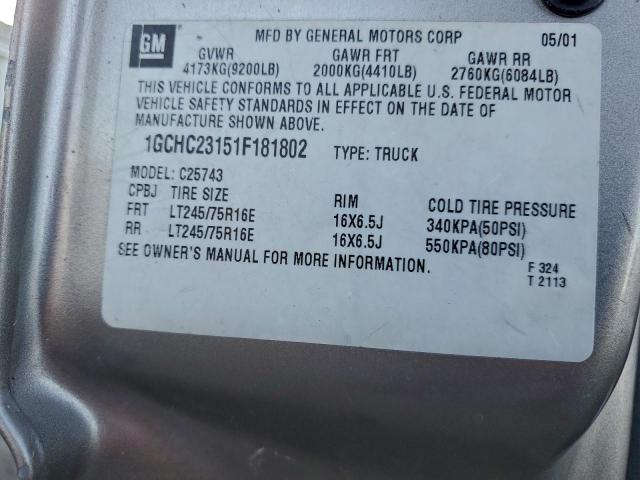 GM MFD BY GENERAL MOTORS CORP 05/01
GVWR GAWR FRT GAWR RR
4173KG(9200LB) 2000KG(4410LB) 2760KG(6084LB)
THIS VEHICLE CONFORMS TO ALL APPLICABLE U.S. FEDERAL MOTOR
VEHICLE SAFETY STANDARDS IN EFFECT ON THE DATE OF
MANUFACTURE SHOWN ABOVE.
1GCHC23151F181802 TYPE: TRUCK
MODEL: C25743
CPBJ TIRE SIZE RIM COLD TIRE PRESSURE
FRT LT245/75R16E 16X6.5J 340KPA(50PSI)
RR LT245/75R16E 16X6.5J 550KPA(80PSI)
SEE OWNER'S MANUAL FOR MORE INFORMATION.
F 324
T 2113